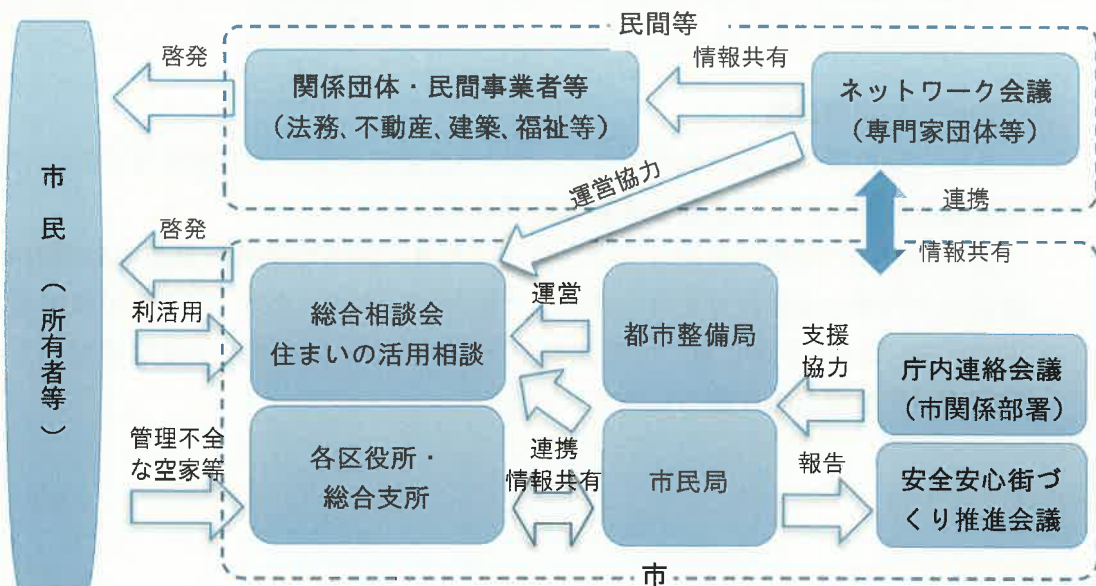 民間等
啓発
関係団体・民間事業者等
（法務、不動産、建築、福祉等）
情報共有
ネットワーク会議
（専門家団体等）
運営協力
連携
情報共有
市民（所有者等）
啓発
利活用
総合相談会
住まいの活用相談
運営
都市整備局
支援
協力
庁内連絡会議
（市関係部署）
管理不全
な空家等
各区役所・
総合支所
連携
情報共有
市民局
報告
安全安心街づ
くり推進会議
市